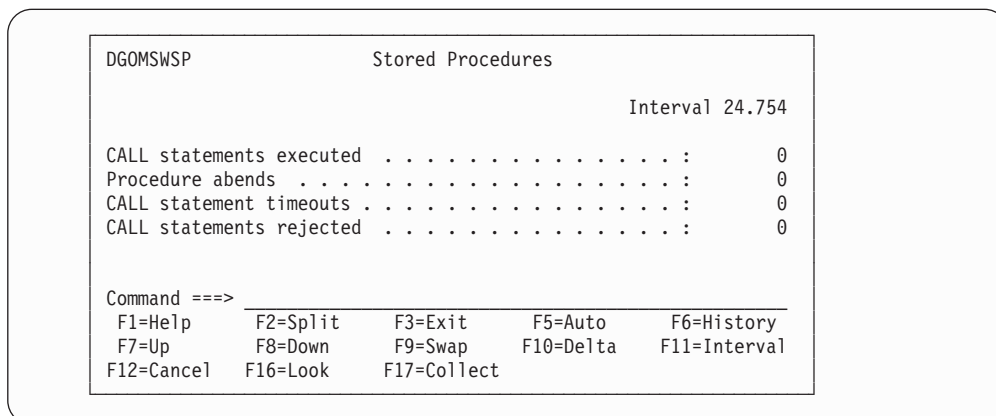 DGOMSWSP Stored Procedures
Interval 24.754
CALL statements executed . . . . . . . . . . . . . . : 0
Procedure abends . . . . . . . . . . . . . . . . . . : 0
CALL statement timeouts . . . . . . . . . . . . . . . : 0
CALL statements rejected . . . . . . . . . . . . . . : 0
Command ===>
F1=Help F2=Split F3=Exit F5=Auto F6=History
F7=Up F8=Down F9=Swap F10=Delta F11=Interval
F12=Cancel F16=Look F17=Collect